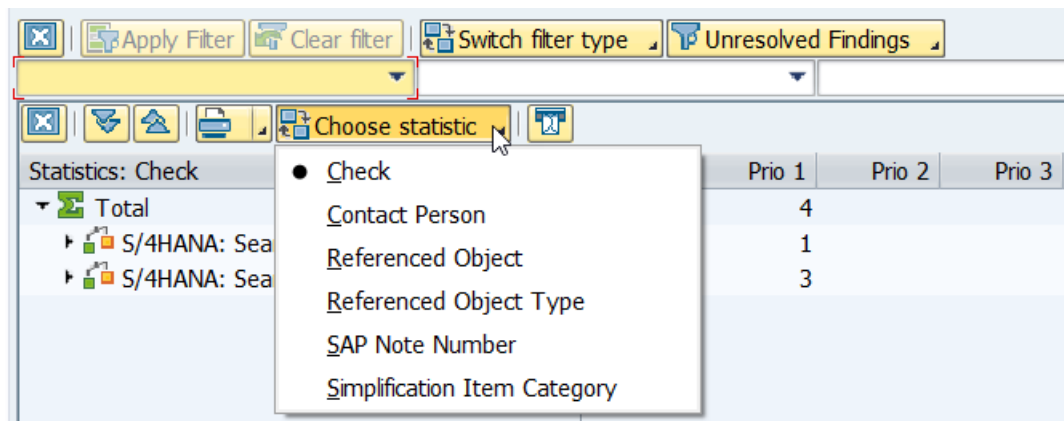 Apply Filter Clear filter Switch filter type Unresolved Findings
Choose statistic
Statistics: Check Prio 1 Prio 2 Prio 3
Check
Total 4
Contact Person
S/4HANA: Sea 1
Referenced Object
S/4HANA: Sea 3
Referenced Object Type
SAP Note Number
Simplification Item Category